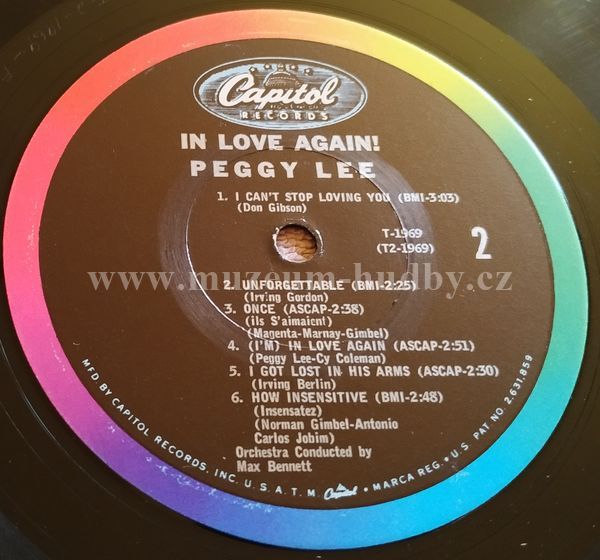 Capitol
RECORDS
IN LOVE AGAIN!
PEGGY LEE
1. I CAN'T STOP LOVING YOU (BMI-3:03)
(Don Gibson)
T-1969
(T2-1969)
2
www.muzeum-hudby.cz
2. UNFORGETTABLE (BMI-2:25)
(Irving Gordon)
3. ONCE (ASCAP-2:38)
(ils S'aimaient)
(Magenta-Marnay-Gimbel)
4. (I'M) IN LOVE AGAIN (ASCAP-2:51)
(Peggy Lee-Cy Coleman)
5. I GOT LOST IN HIS ARMS (ASCAP-2:30)
(Irving Berlin)
6. HOW INSENSITIVE (BMI-2:48)
(Insensatez)
(Norman Gimbel-Antonio
Carlos Jobim)
Orchestra Conducted by
Max Bennett
MFD BY CAPITOL RECORDS, INC. U.S.A. T.M. Capitol • MARCA REG. • U.S. PAT. NO. 2,631,859